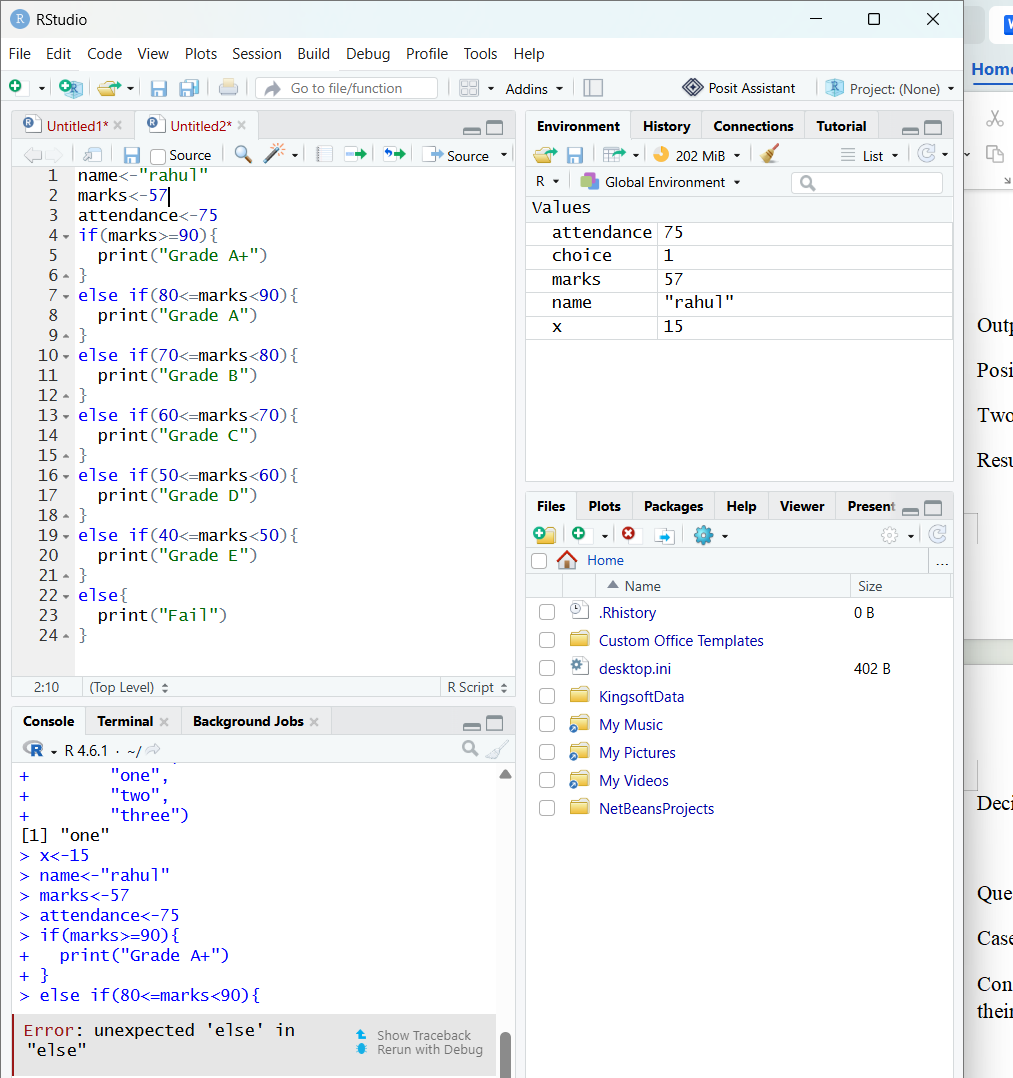 RStudio
File Edit Code View Plots Session Build Debug Profile Tools Help
Go to file/function Addins Posit Assistant Project: (None)
Untitled1* Untitled2*
Source Source
1 name<-"rahul"
2 marks<-57
3 attendance<-75
4 if(marks>=90){
5 print("Grade A+")
6 }
7 else if(80<=marks<90){
8 print("Grade A")
9 }
10 else if(70<=marks<80){
11 print("Grade B")
12 }
13 else if(60<=marks<70){
14 print("Grade C")
15 }
16 else if(50<=marks<60){
17 print("Grade D")
18 }
19 else if(40<=marks<50){
20 print("Grade E")
21 }
22 else{
23 print("Fail")
24 }
2:10 (Top Level) R Script
Console Terminal Background Jobs
R 4.6.1 · ~/
+ "one",
+ "two",
+ "three")
[1] "one"
> x<-15
> name<-"rahul"
> marks<-57
> attendance<-75
> if(marks>=90){
+ print("Grade A+")
+ }
> else if(80<=marks<90){
Error: unexpected 'else' in
"else"
Show Traceback
Rerun with Debug
Environment History Connections Tutorial
202 MiB List
R Global Environment
Values
attendance 75
choice 1
marks 57
name "rahul"
x 15
Files Plots Packages Help Viewer Present
Home ...
Name Size
.Rhistory 0 B
Custom Office Templates
desktop.ini 402 B
KingsoftData
My Music
My Pictures
My Videos
NetBeansProjects
Home
Outp
Posi
Two
Resu
Deci
Que
Case
Con
their